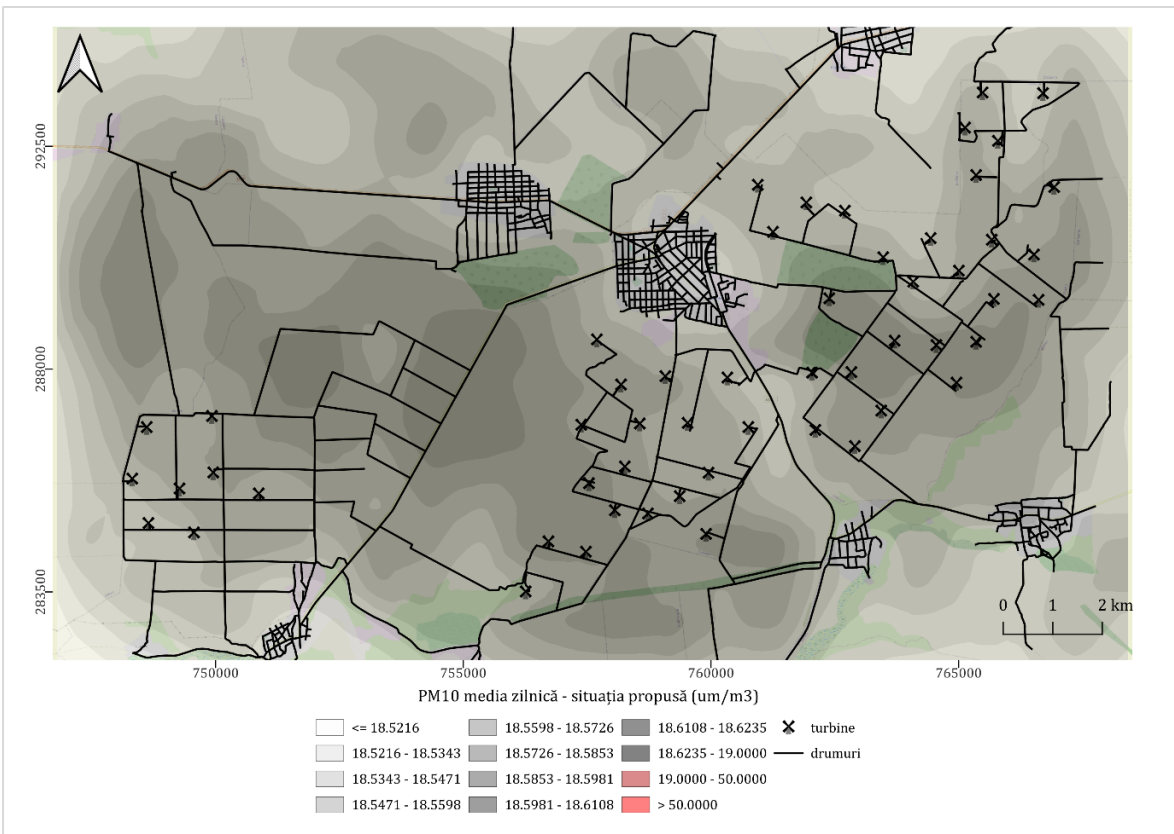 292500
288000
283500
0 1 2 km
750000 755000 760000 765000
PM10 media zilnică - situația propusă (um/m3)
<= 18.5216 18.5598 - 18.5726 18.6108 - 18.6235 turbine
18.5216 - 18.5343 18.5726 - 18.5853 18.6235 - 19.0000 drumuri
18.5343 - 18.5471 18.5853 - 18.5981 19.0000 - 50.0000
18.5471 - 18.5598 18.5981 - 18.6108 > 50.0000